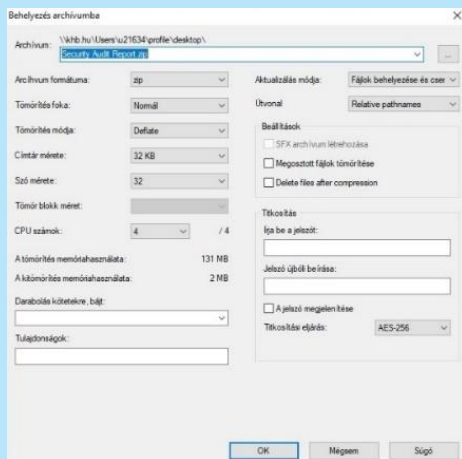 Behelyezés archívumba
Archívum:
\\khb.hu\Users\u21634\profile\desktop\
Security Audit Report.zip
...
Arcíhvum formátuma:
zip
Tömörítés foka:
Normál
Tömörítés módja:
Deflate
Címtár mérete:
32 KB
Szó mérete:
32
Tömör blokk méret:
CPU számok:
4
/ 4
A tömörítés memóriahasználata:
131 MB
A kitömörítés memóriahasználata:
2 MB
Darabolás kötetekre, bájt:
Tulajdonságok:
Aktualizálás módja:
Fájlok behelyezése és cser
Útvonal
Relative pathnames
Beállítások
SFX archívum létrehozása
Megosztott fájlok tömörítése
Delete files after compression
Titkosítás
Írja be a jelszót:
Jelszó újbóli beírása:
A jelszó megjelenítése
Titkosítási eljárás:
AES-256
OK
Mégsem
Súgó